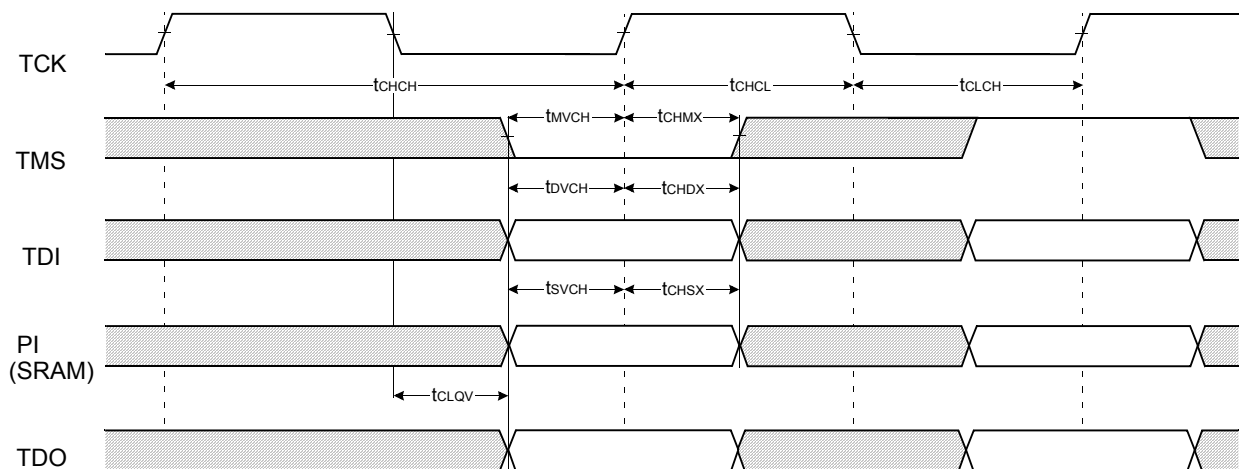 TCK
tCHCH tCHCL tCLCH
tMVCH tCHMX
TMS
tDVCH tCHDX
TDI
tSVCH tCHSX
PI
(SRAM)
tCLQV
TDO